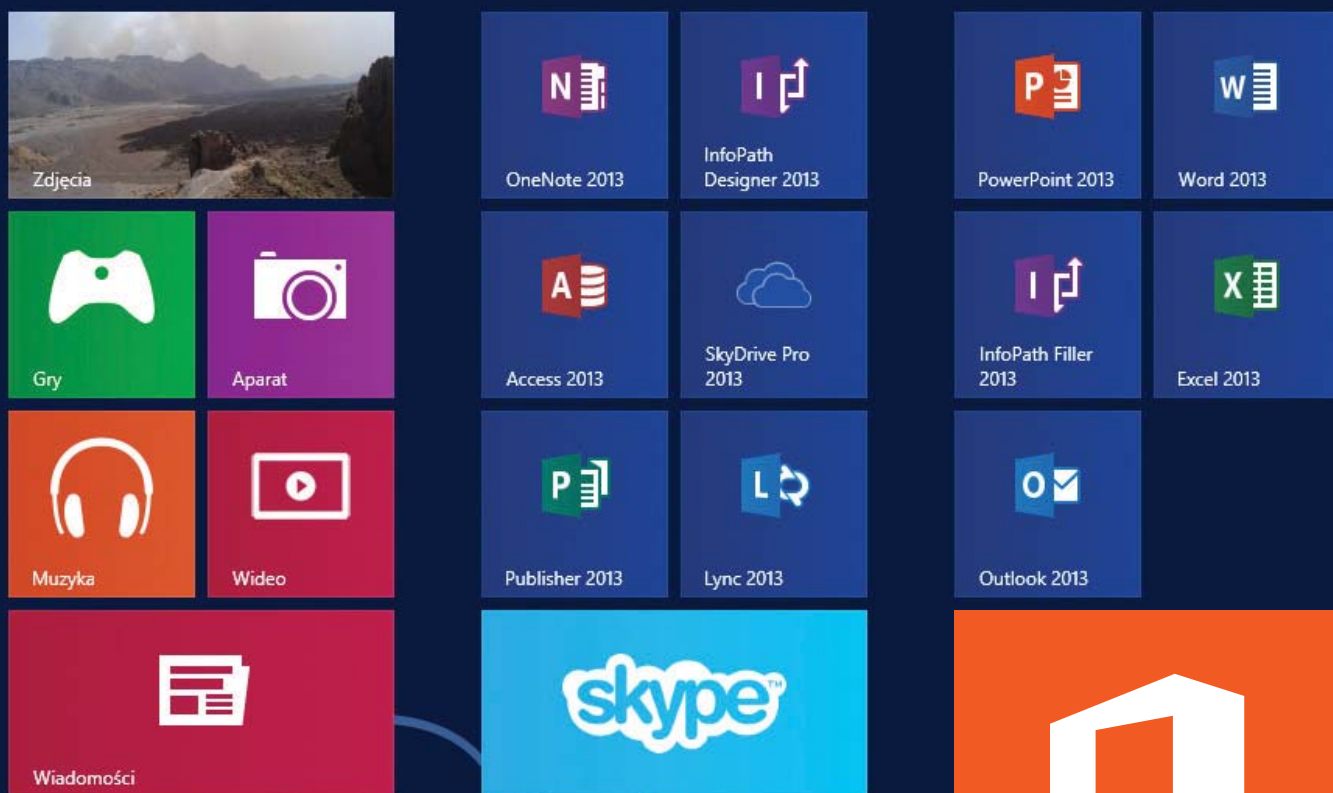 Zdjęcia
Gry
Aparat
Muzyka
Wideo
Wiadomości
N
OneNote 2013
I
InfoPath
Designer 2013
A
Access 2013
SkyDrive Pro
2013
P
Publisher 2013
L
Lync 2013
skype™
P
PowerPoint 2013
W
Word 2013
I
InfoPath Filler
2013
X
Excel 2013
O
Outlook 2013